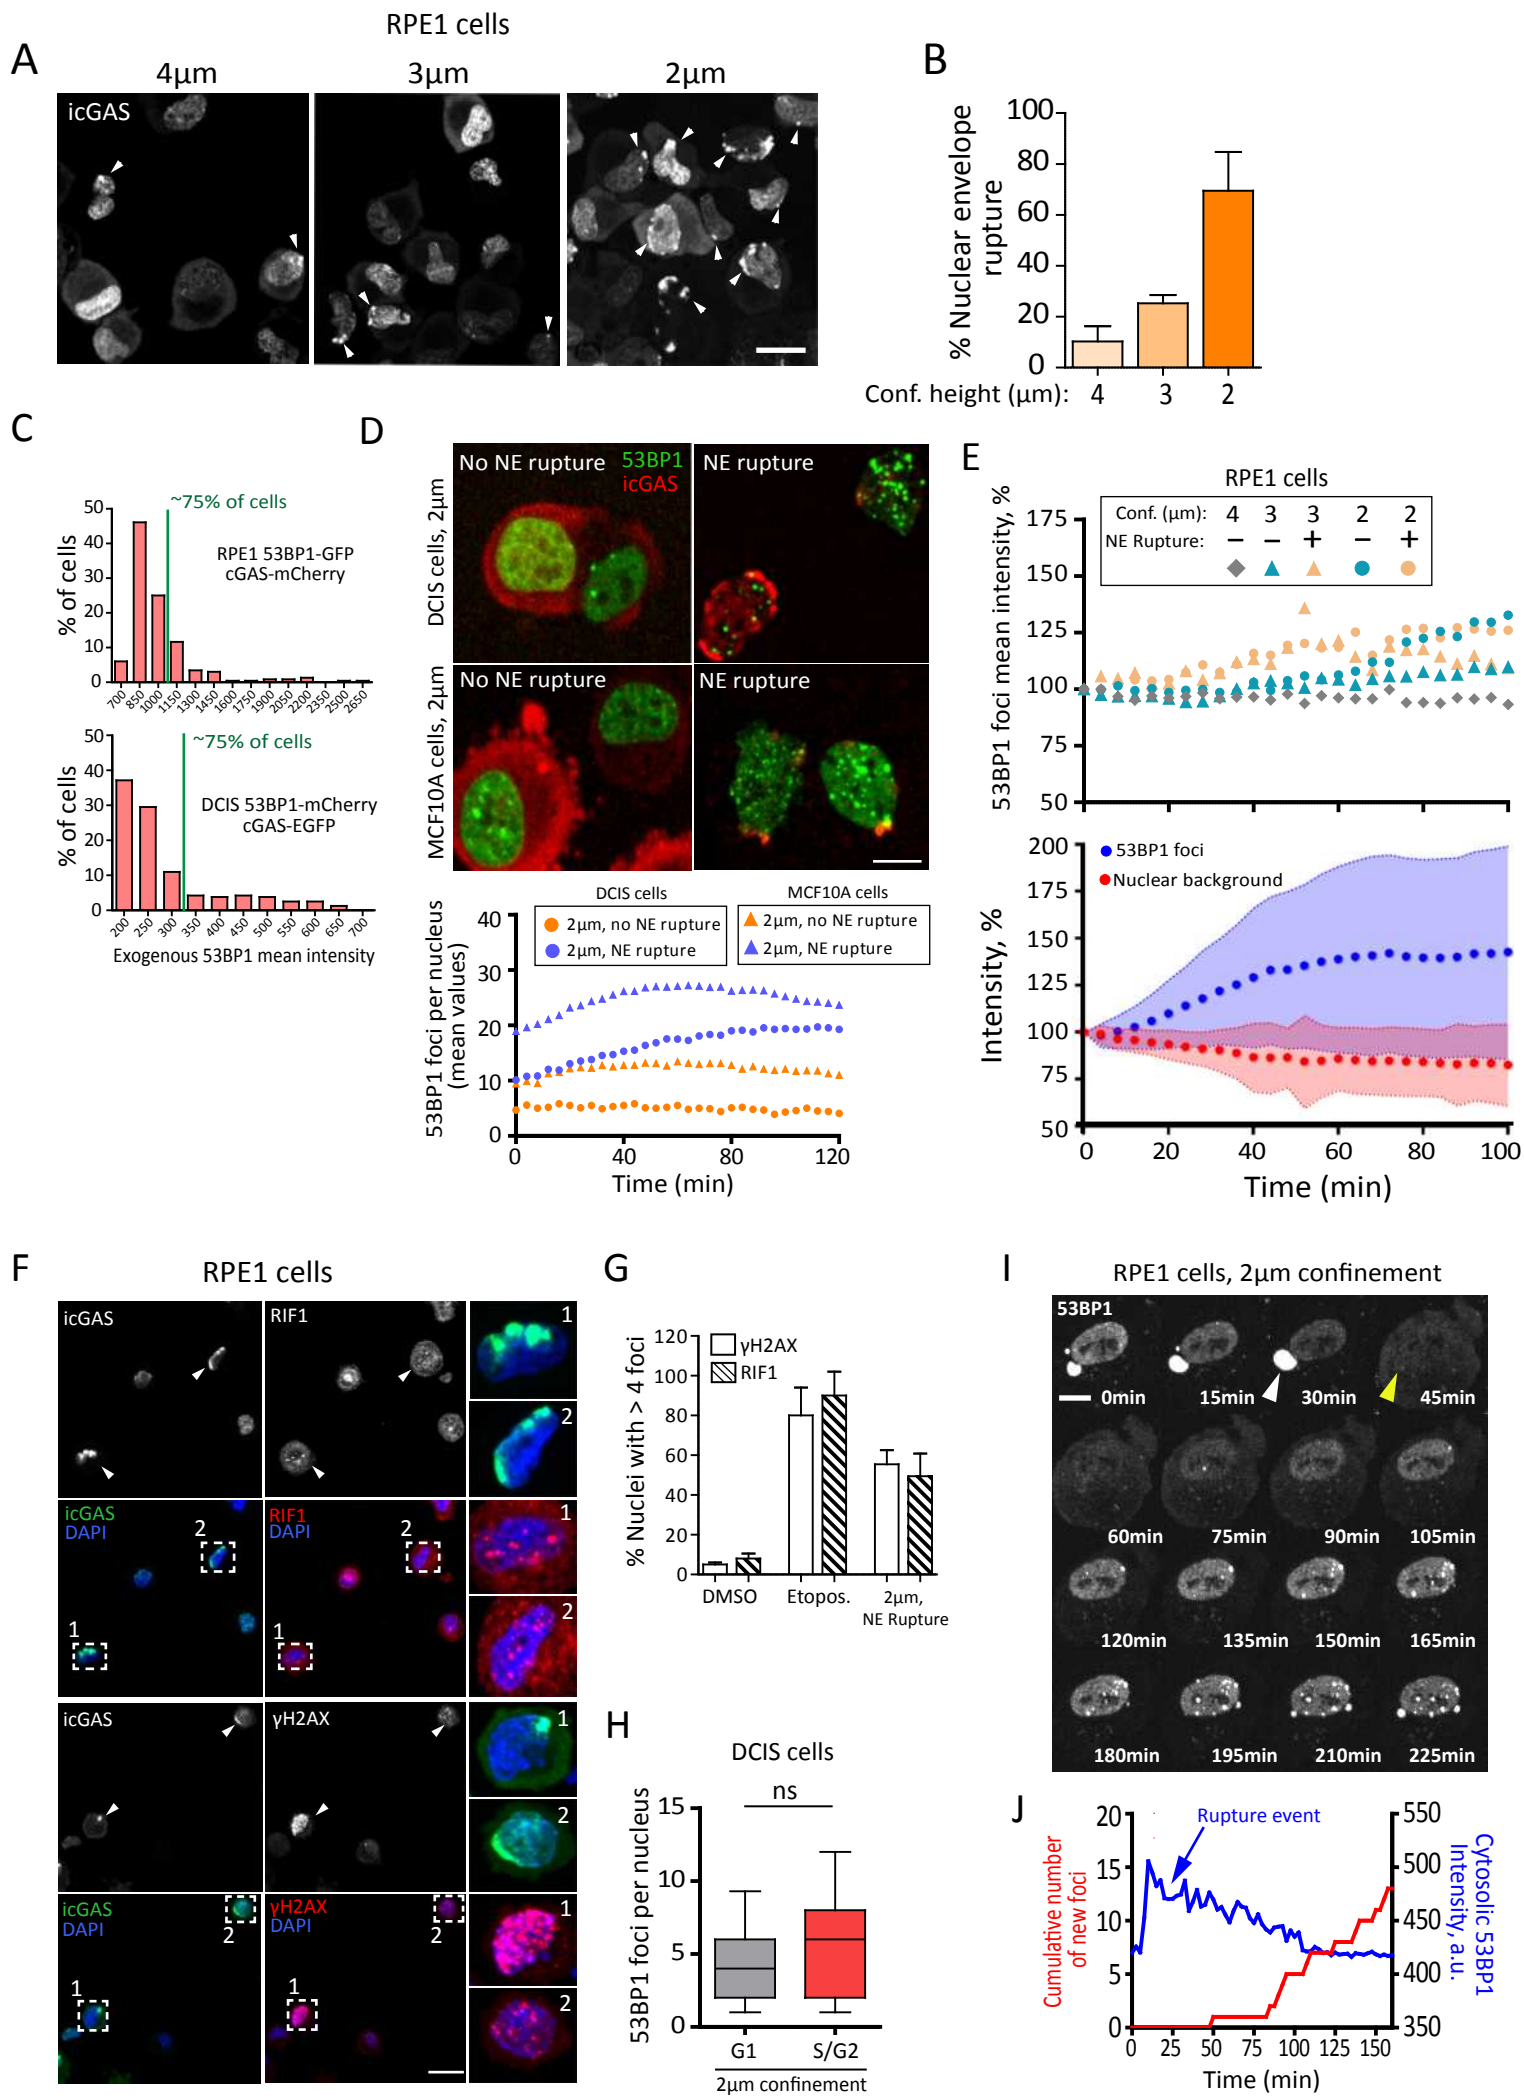 RPE1 cells
A
4µm
3µm
2µm
icGAS
B
% Nuclear envelope
rupture
100
80
60
40
20
0
Conf. height (µm):
4
3
2
C
% of cells
50
40
30
20
10
0
~75% of cells
RPE1 53BP1-GFP
cGAS-mCherry
700
850
1000
1150
1300
1450
1600
1750
1900
2050
2200
2350
2500
2650
% of cells
50
40
30
20
10
0
~75% of cells
DCIS 53BP1-mCherry
cGAS-EGFP
200
250
300
350
400
450
500
550
600
650
700
Exogenous 53BP1 mean intensity
D
DCIS cells, 2µm
No NE rupture
53BP1
icGAS
NE rupture
MCF10A cells, 2µm
No NE rupture
NE rupture
DCIS cells
2µm, no NE rupture
2µm, NE rupture
MCF10A cells
2µm, no NE rupture
2µm, NE rupture
53BP1 foci per nucleus
(mean values)
40
30
20
10
0
0
40
80
120
Time (min)
E
RPE1 cells
Conf. (µm): 4 3 3 2 2
NE Rupture: – – + – +
53BP1 foci mean intensity, %
175
150
125
100
75
50
53BP1 foci
Nuclear background
Intensity, %
200
175
150
125
100
75
50
0
20
40
60
80
100
Time (min)
F
RPE1 cells
icGAS
RIF1
1
2
icGAS
DAPI
2
1
RIF1
DAPI
2
1
1
2
icGAS
γH2AX
1
2
icGAS
DAPI
2
1
γH2AX
DAPI
2
1
1
2
G
% Nuclei with > 4 foci
120
100
80
60
40
20
0
γH2AX
RIF1
DMSO
Etopos.
2µm,
NE Rupture
H
DCIS cells
ns
53BP1 foci per nucleus
15
10
5
0
G1
S/G2
2µm confinement
I
RPE1 cells, 2µm confinement
53BP1
0min
15min
30min
45min
60min
75min
90min
105min
120min
135min
150min
165min
180min
195min
210min
225min
J
Cumulative number
of new foci
20
15
10
5
0
Rupture event
550
500
450
400
350
Cytosolic 53BP1
Intensity, a.u.
0
25
50
75
100
125
150
Time (min)